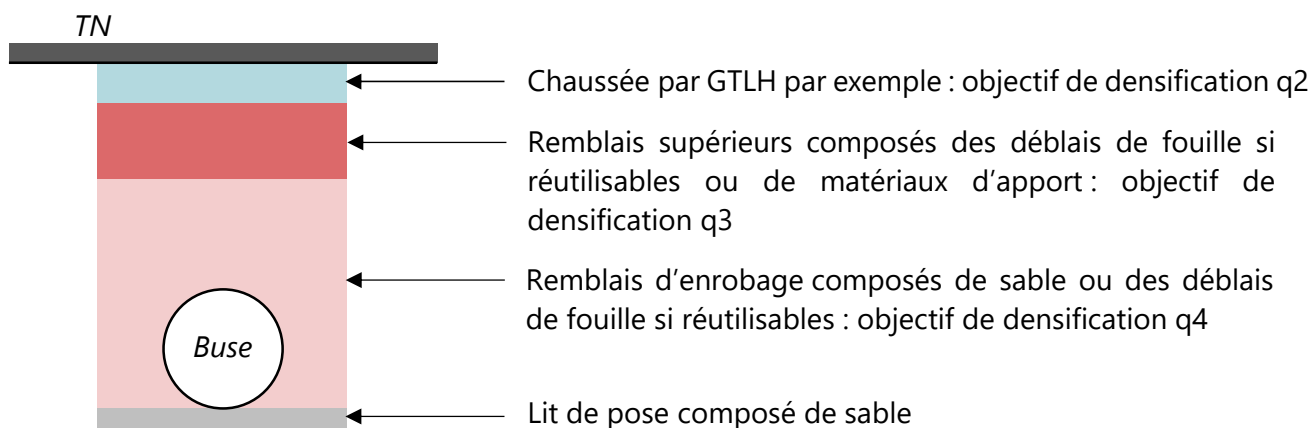 TN
Chaussée par GTLH par exemple : objectif de densification q2
Remblais supérieurs composés des déblais de fouille si
réutilisables ou de matériaux d'apport : objectif de
densification q3
Remblais d'enrobage composés de sable ou des déblais
de fouille si réutilisables : objectif de densification q4
Buse
Lit de pose composé de sable